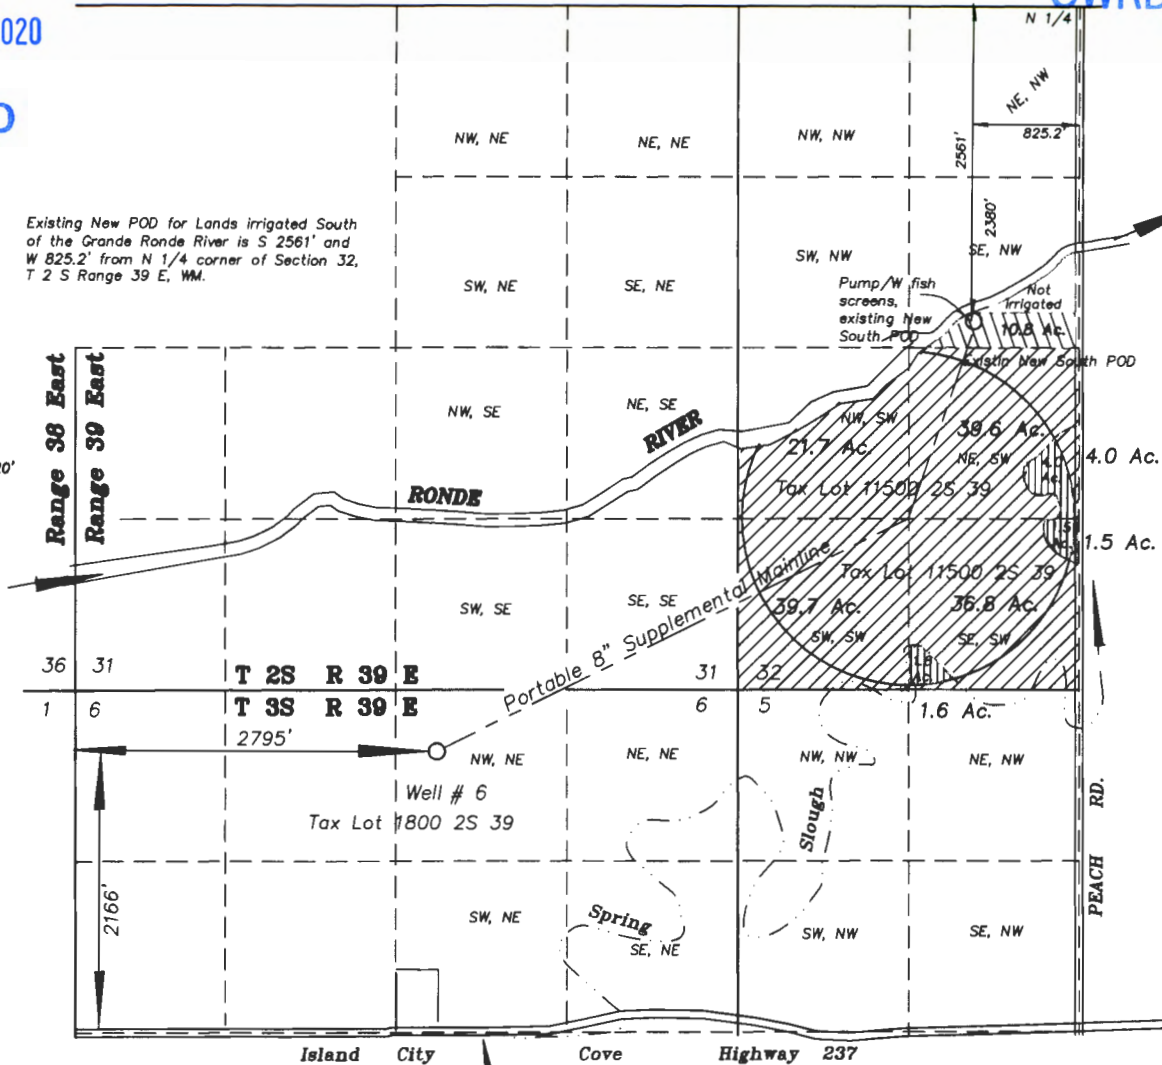 020
N 1/4
NE, NW
825.2'
2561'
2380'
NW, NE
NE, NE
NW, NW
Existing New POD for Lands irrigated South
of the Grande Ronde River is S 2561' and
W 825.2' from N 1/4 corner of Section 32,
T 2 S Range 39 E, WM.
SW, NE
SE, NE
SW, NW
SE, NW
Pump/W fish
screens,
existing New
South POD
Not
Irrigated
10.8 Ac.
Existin New South POD
Range 38 East
Range 39 East
NW, SE
NE, SE
NW, SW
39.6 Ac.
RIVER
21.7 Ac.
NE, SW
4.0 Ac.
RONDE
Tax Lot 11500 2S 39
1.5 Ac.
Portable 8" Supplemental Mainline
Tax Lot 11500 2S 39
SW, SE
SE, SE
39.7 Ac.
36.8 Ac.
SW, SW
SE, SW
36 31
T 2S R 39 E
31 32
1 6
T 3S R 39 E
6 5
1.6 Ac.
2795'
NW, NE
NE, NE
NW, NW
NE, NW
Well # 6
Tax Lot 1800 2S 39
Slough
PEACH RD.
2166'
SW, NE
Spring
SE, NE
SW, NW
SE, NW
Island City Cove Highway 237